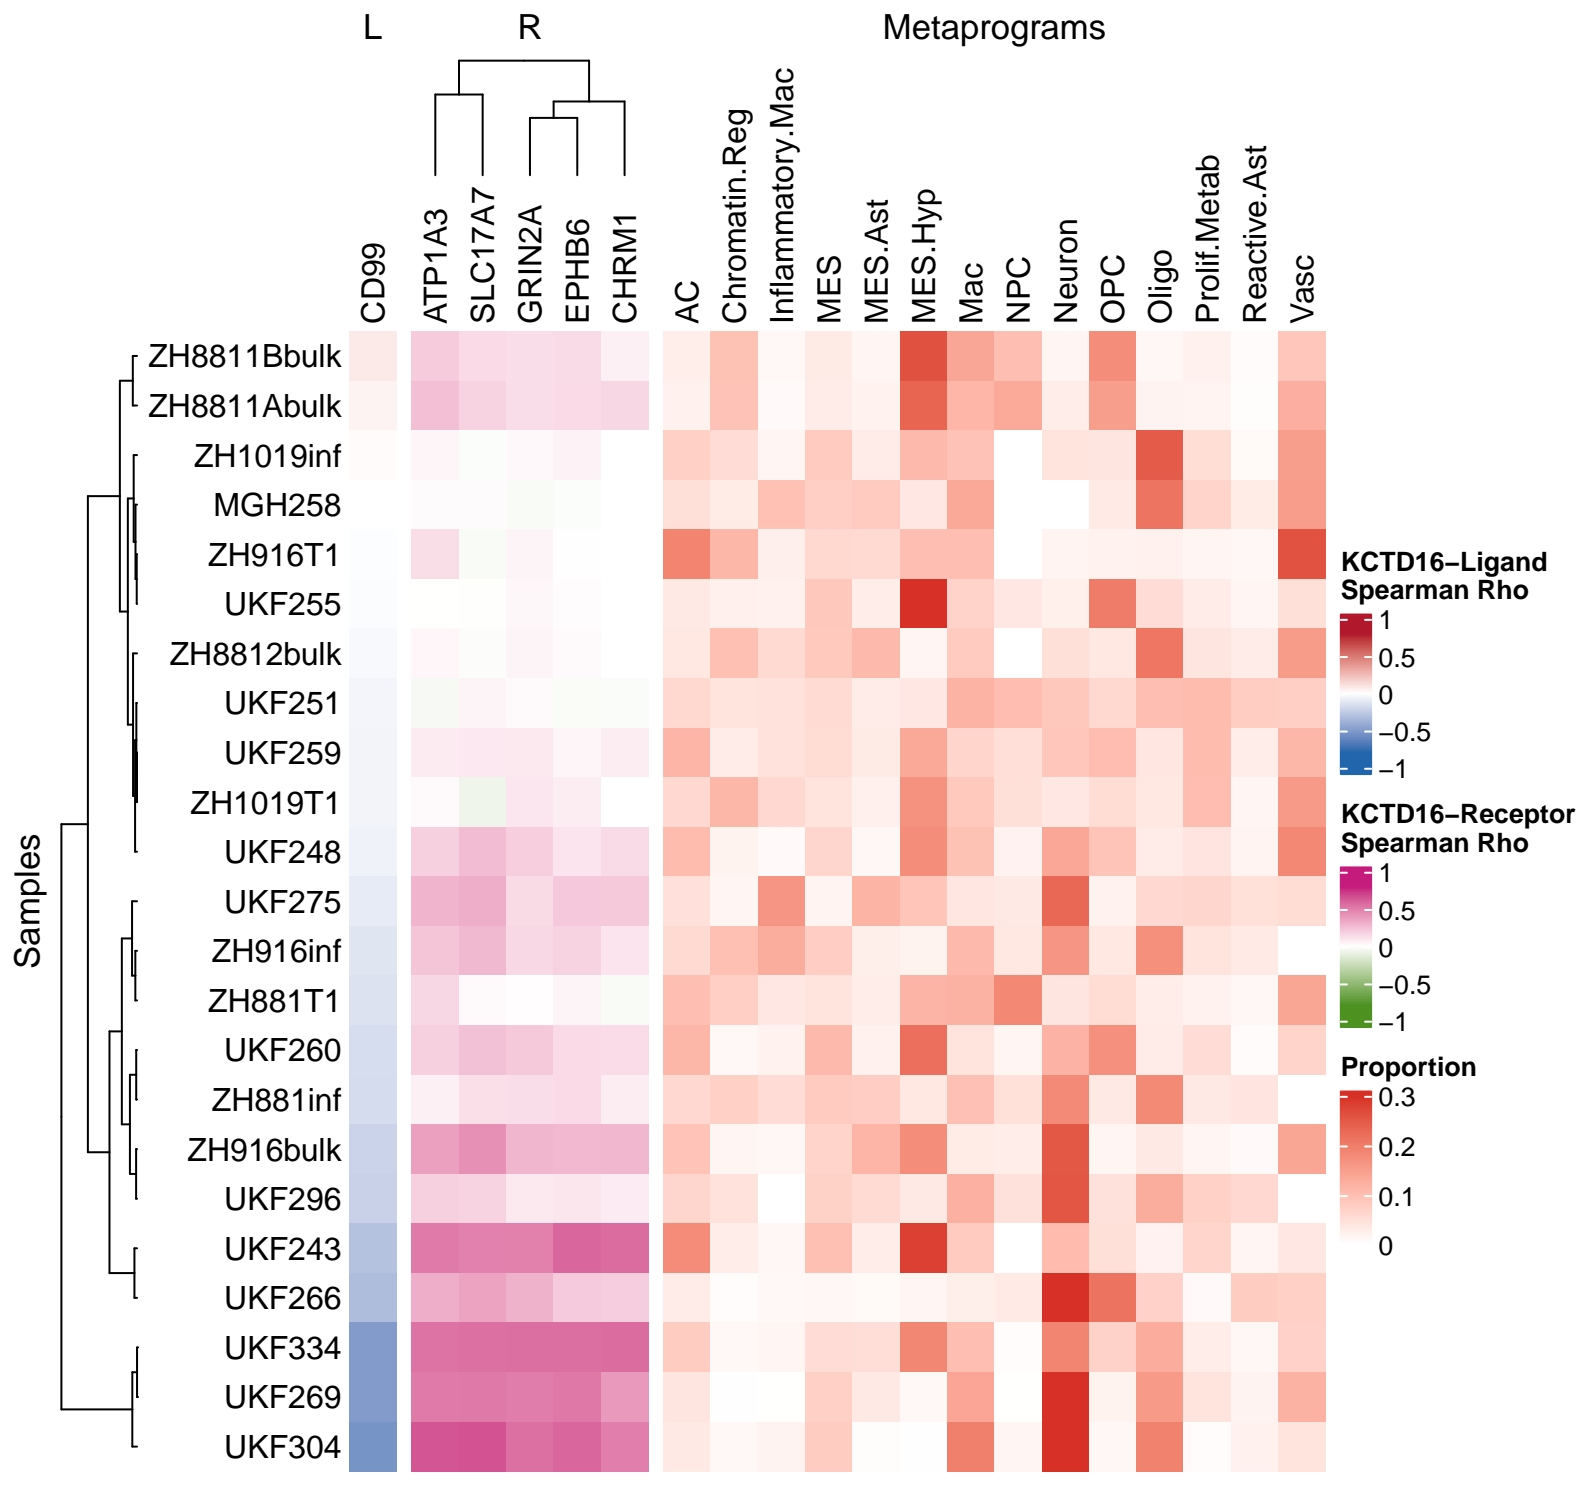 L
R
Metaprograms
CD99
ATP1A3
SLC17A7
GRIN2A
EPHB6
CHRM1
AC
Chromatin.Reg
Inflammatory.Mac
MES
MES.Ast
MES.Hyp
Mac
NPC
Neuron
OPC
Oligo
Prolif.Metab
Reactive.Ast
Vasc
Samples
ZH8811Bbulk
ZH8811Abulk
ZH1019inf
MGH258
ZH916T1
UKF255
ZH8812bulk
UKF251
UKF259
ZH1019T1
UKF248
UKF275
ZH916inf
ZH881T1
UKF260
ZH881inf
ZH916bulk
UKF296
UKF243
UKF266
UKF334
UKF269
UKF304
KCTD16−Ligand
Spearman Rho
1
0.5
0
−0.5
−1
KCTD16−Receptor
Spearman Rho
1
0.5
0
−0.5
−1
Proportion
0.3
0.2
0.1
0